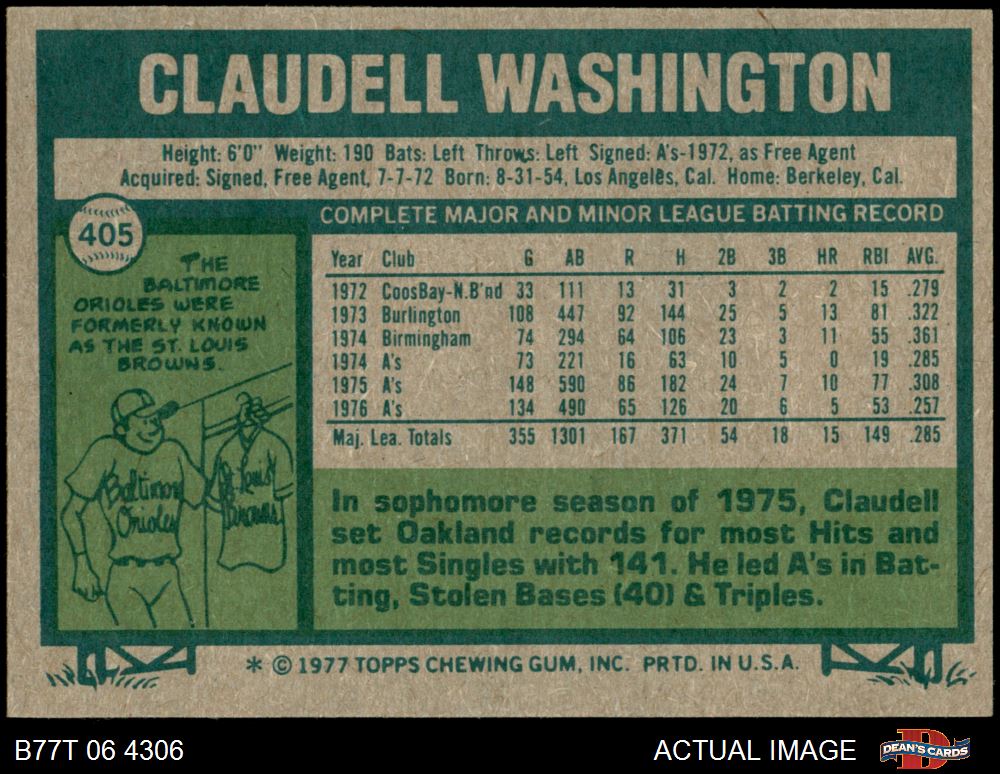 CLAUDELL WASHINGTON
Height: 6'0" Weight: 190 Bats: Left Throws: Left Signed: A's-1972, as Free Agent
Acquired: Signed, Free Agent, 7-7-72 Born: 8-31-54, Los Angeles, Cal. Home: Berkeley, Cal.
405
THE
BALTIMORE
ORIOLES WERE
FORMERLY KNOWN
AS THE ST. LOUIS
BROWNS.
Baltimore
Orioles
St. Louis
Browns
COMPLETE MAJOR AND MINOR LEAGUE BATTING RECORD
Year Club G AB R H 2B 3B HR RBI AVG.
1972 CoosBay-N.B'nd 33 111 13 31 3 2 2 15 .279
1973 Burlington 108 447 92 144 25 5 13 81 .322
1974 Birmingham 74 294 64 106 23 3 11 55 .361
1974 A's 73 221 16 63 10 5 0 19 .285
1975 A's 148 590 86 182 24 7 10 77 .308
1976 A's 134 490 65 126 20 6 5 53 .257
Maj. Lea. Totals 355 1301 167 371 54 18 15 149 .285
In sophomore season of 1975, Claudell
set Oakland records for most Hits and
most Singles with 141. He led A's in Bat-
ting, Stolen Bases (40) & Triples.
* © 1977 TOPPS CHEWING GUM, INC. PRTD. IN U.S.A.
B77T 06 4306
ACTUAL IMAGE
DEAN'S CARDS